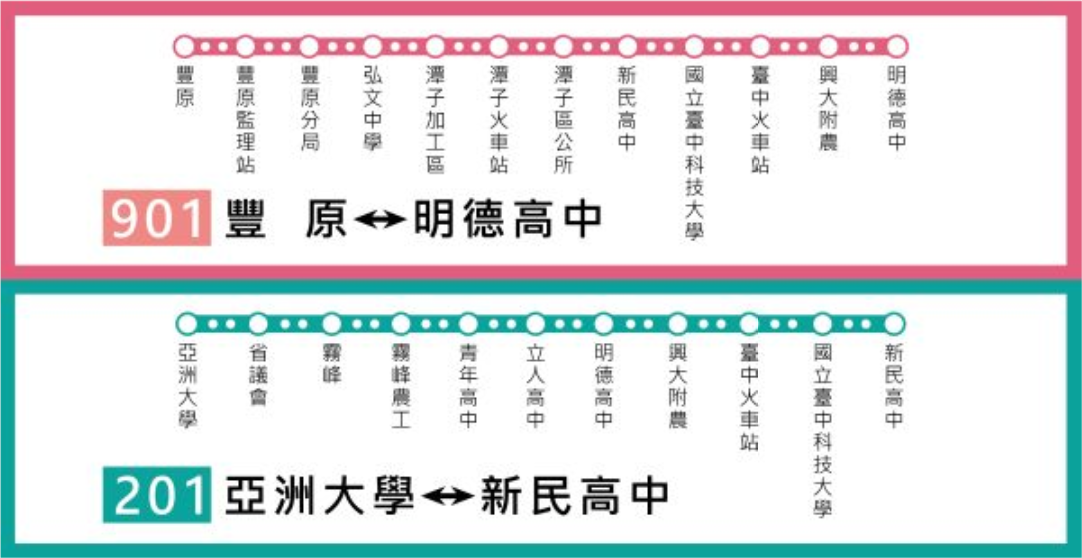 豐原
豐原監理站
豐原分局
弘文中學
潭子加工區
潭子火車站
潭子區公所
新民高中
國立臺中科技大學
臺中火車站
興大附農
明德高中
901 豐 原↔明德高中
亞洲大學
省議會
霧峰
霧峰農工
青年高中
立人高中
明德高中
興大附農
臺中火車站
國立臺中科技大學
新民高中
201 亞洲大學↔新民高中